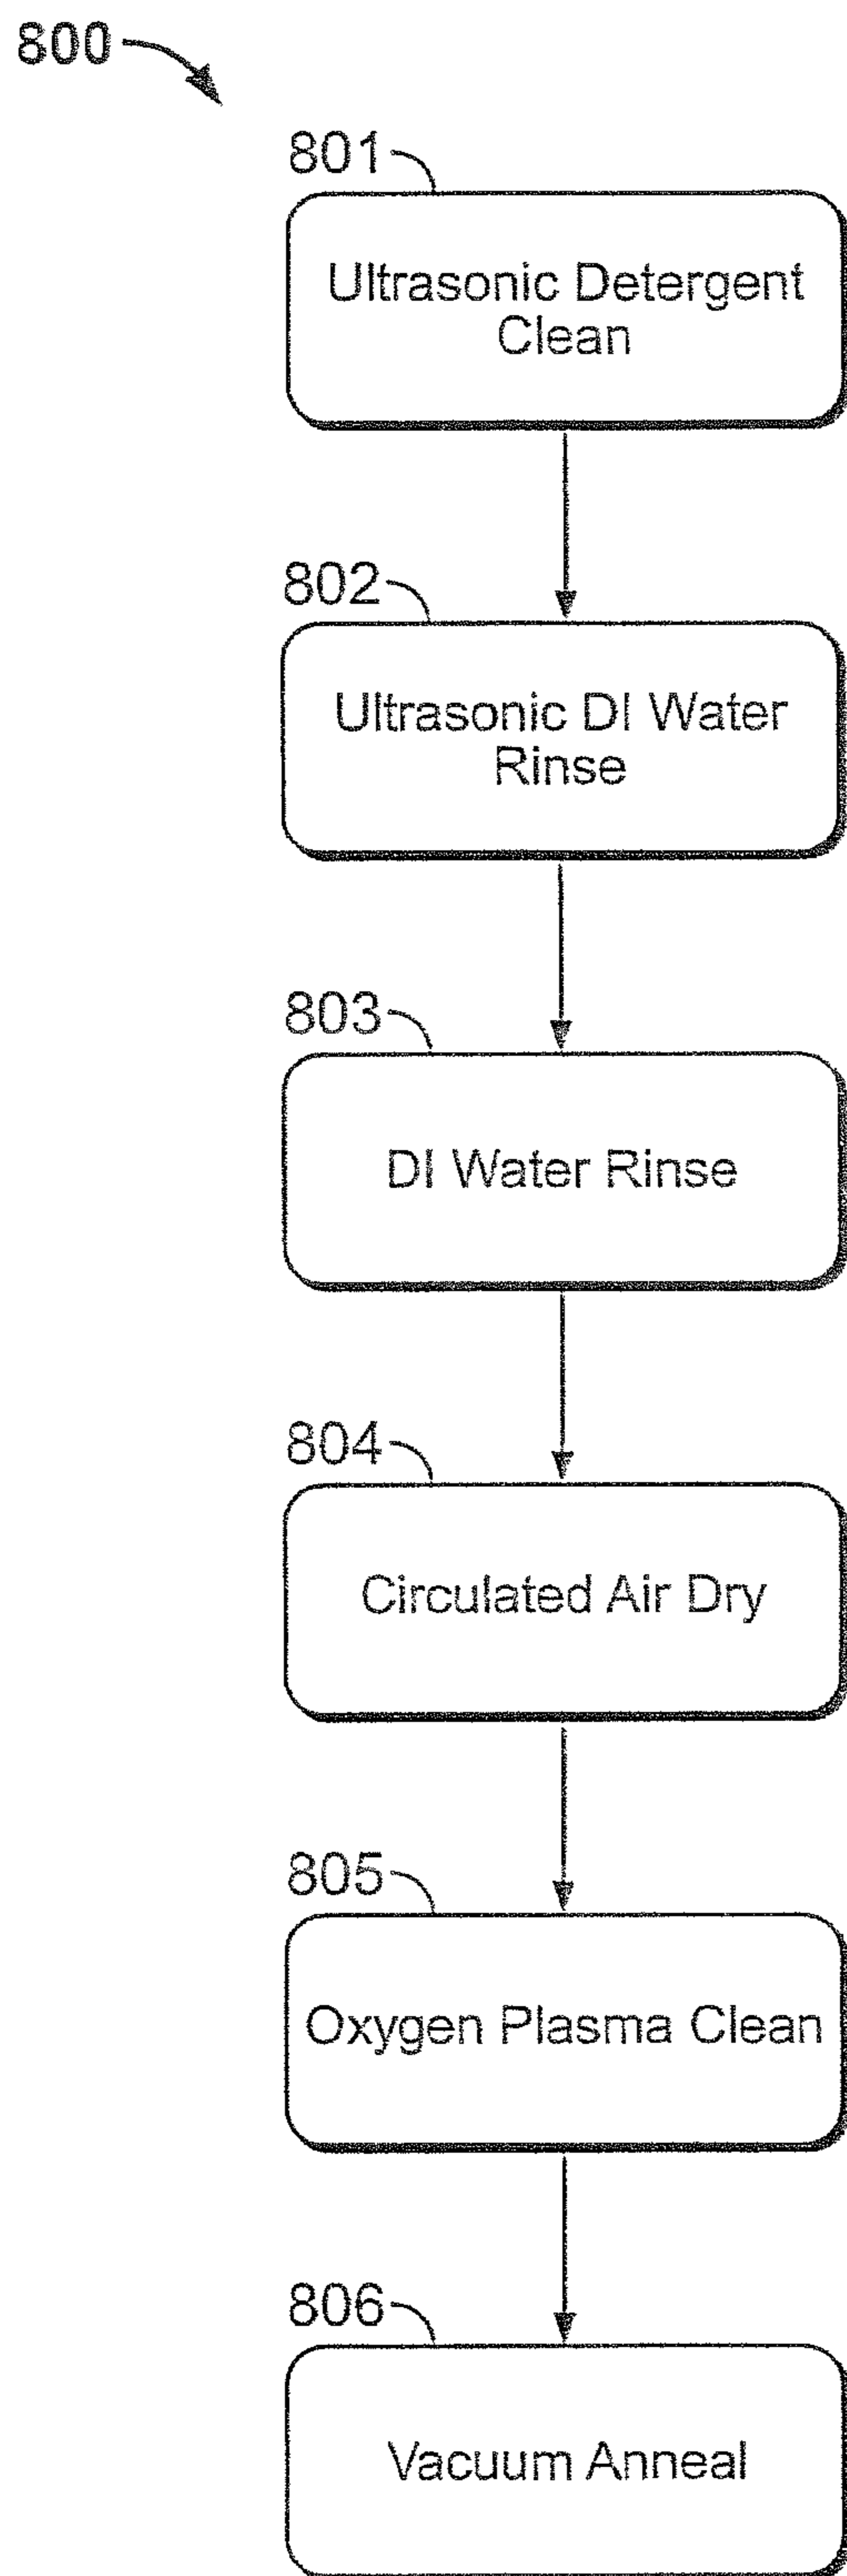 800
801
Ultrasonic Detergent
Clean
802
Ultrasonic DI Water
Rinse
803
DI Water Rinse
804
Circulated Air Dry
805
Oxygen Plasma Clean
806
Vacuum Anneal